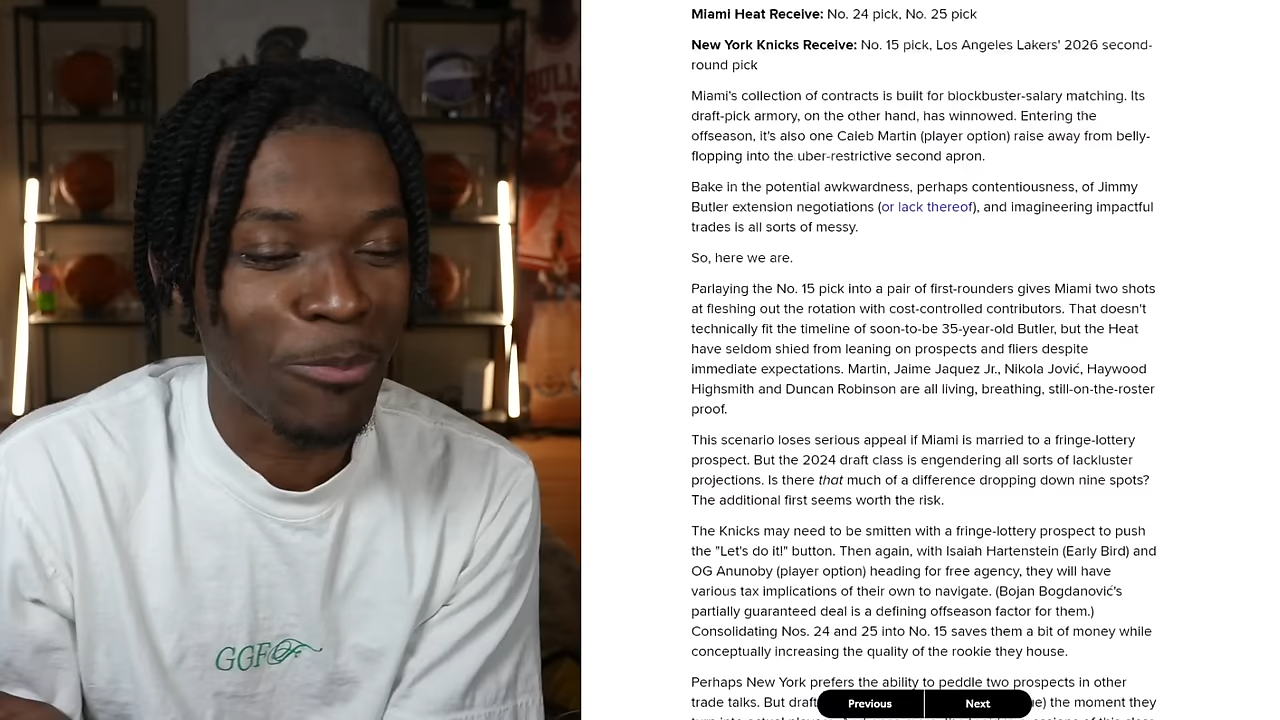 BULLS
23
GGF
Miami Heat Receive: No. 24 pick, No. 25 pick
New York Knicks Receive: No. 15 pick, Los Angeles Lakers' 2026 second-
round pick
Miami's collection of contracts is built for blockbuster-salary matching. Its
draft-pick armory, on the other hand, has winnowed. Entering the
offseason, it's also one Caleb Martin (player option) raise away from belly-
flopping into the uber-restrictive second apron.
Bake in the potential awkwardness, perhaps contentiousness, of Jimmy
Butler extension negotiations (or lack thereof), and imagineering impactful
trades is all sorts of messy.
So, here we are.
Parlaying the No. 15 pick into a pair of first-rounders gives Miami two shots
at fleshing out the rotation with cost-controlled contributors. That doesn't
technically fit the timeline of soon-to-be 35-year-old Butler, but the Heat
have seldom shied from leaning on prospects and fliers despite
immediate expectations. Martin, Jaime Jaquez Jr., Nikola Jović, Haywood
Highsmith and Duncan Robinson are all living, breathing, still-on-the-roster
proof.
This scenario loses serious appeal if Miami is married to a fringe-lottery
prospect. But the 2024 draft class is engendering all sorts of lackluster
projections. Is there that much of a difference dropping down nine spots?
The additional first seems worth the risk.
The Knicks may need to be smitten with a fringe-lottery prospect to push
the "Let's do it!" button. Then again, with Isaiah Hartenstein (Early Bird) and
OG Anunoby (player option) heading for free agency, they will have
various tax implications of their own to navigate. (Bojan Bogdanović's
partially guaranteed deal is a defining offseason factor for them.)
Consolidating Nos. 24 and 25 into No. 15 saves them a bit of money while
conceptually increasing the quality of the rookie they house.
Perhaps New York prefers the ability to peddle two prospects in other
trade talks. But draft the moment they
Previous Next